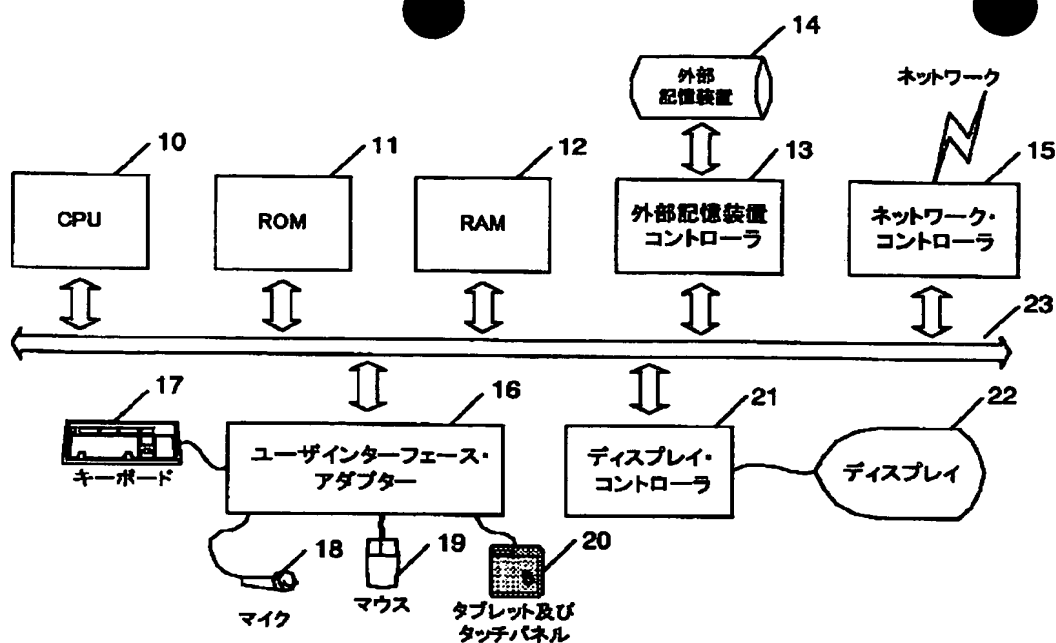 14
外部
記憶装置
ネットワーク
10
11
12
13
15
CPU
ROM
RAM
外部記憶装置
コントローラ
ネットワーク・
コントローラ
23
17
16
21
22
キーボード
ユーザインターフェース・
アダプター
ディスプレイ・
コントローラ
ディスプレイ
18
19
20
マイク
マウス
タブレット及び
タッチパネル